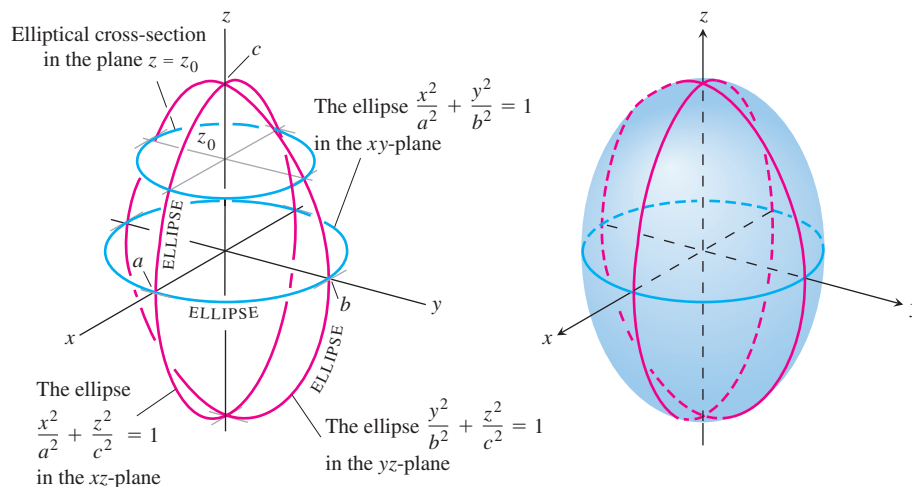 Elliptical cross-section
in the plane z = z₀
z
c
The ellipse x²/a² + y²/b² = 1
in the xy-plane
z₀
ELLIPSE
a
b
y
x
ELLIPSE
ELLIPSE
The ellipse
x²/a² + z²/c² = 1
in the xz-plane
The ellipse y²/b² + z²/c² = 1
in the yz-plane
z
x
y